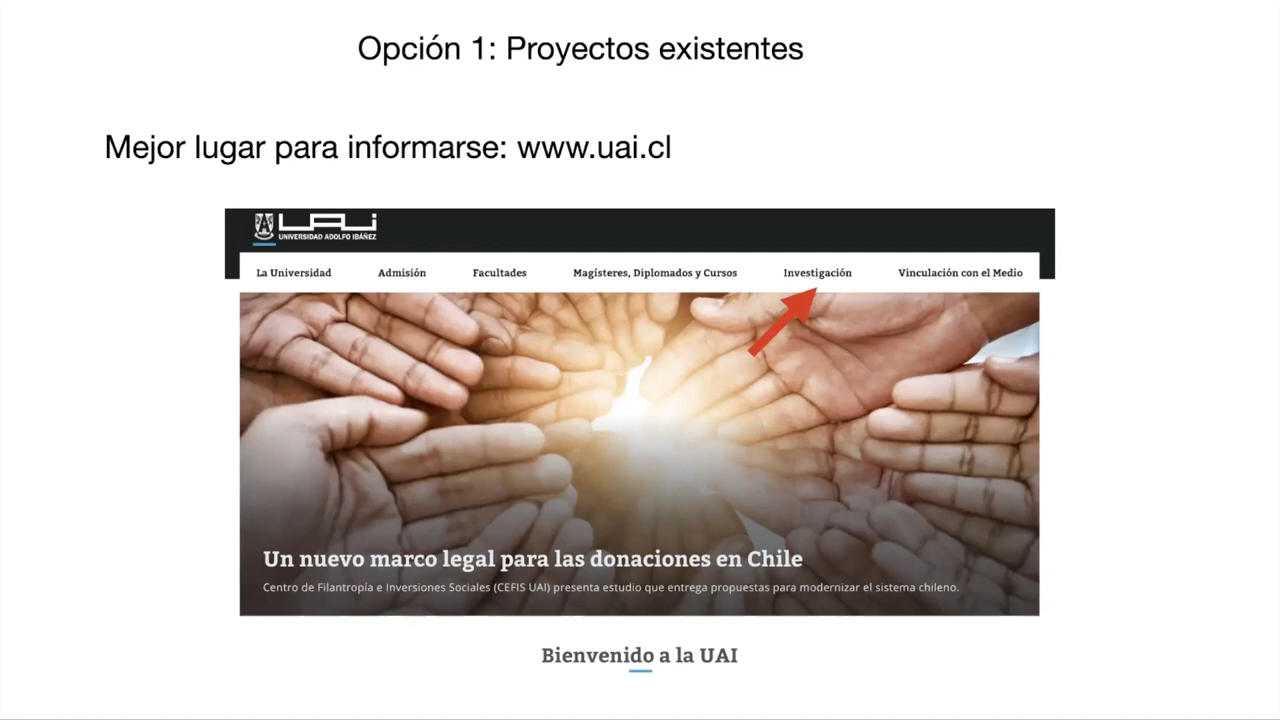 Opción 1: Proyectos existentes
Mejor lugar para informarse: www.uai.cl
UAI
UNIVERSIDAD ADOLFO IBÁÑEZ
La Universidad Admisión Facultades Magísteres, Diplomados y Cursos Investigación Vinculación con el Medio
Un nuevo marco legal para las donaciones en Chile
Centro de Filantropía e Inversiones Sociales (CEFIS UAI) presenta estudio que entrega propuestas para modernizar el sistema chileno.
Bienvenido a la UAI